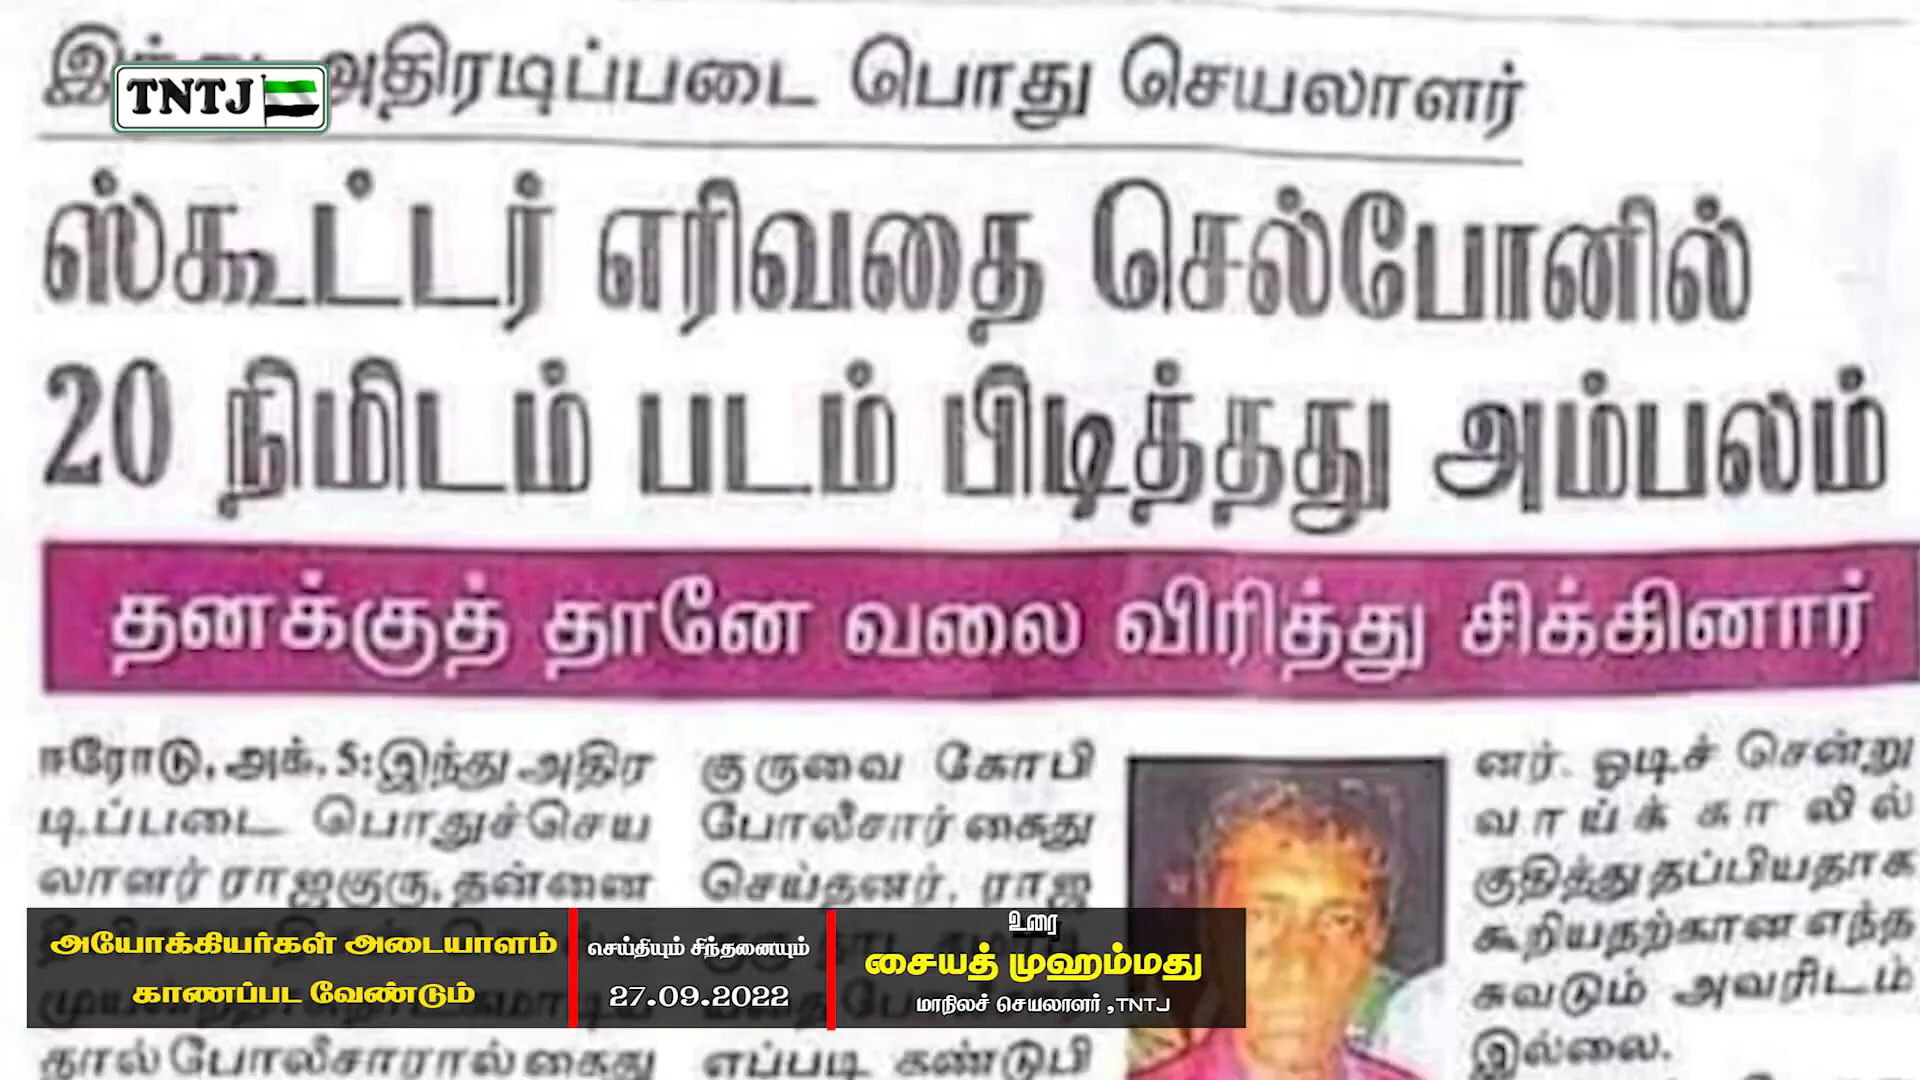 TNTJ
அதிரடிப்படை பொது செயலாளர்
ஸ்கூட்டர் எரிவதை செல்போனில்
20 நிமிடம் படம் பிடித்தது அம்பலம்
தனக்குத் தானே வலை விரித்து சிக்கினார்
ஈரோடு, அக். 5: இந்து அதிர
டிப்படை பொதுச்செய
லாளர் ராஜகுரு, தன்னை
தால் போலீசாரால் கைது
குருவை கோபி
போலீசார் கைது
செய்தனர். ராஜ
எப்படி கண்டுபி
னர். ஓடிச் சென்று
வாய்க்காலில்
குதித்து தப்பியதாக
கூறியதற்கான எந்த
சுவடும் அவரிடம்
இல்லை.
அயோக்கியர்கள் அடையாளம்
காணப்பட வேண்டும்
செய்தியும் சிந்தனையும்
27.09.2022
உரை
சையத் முஹம்மது
மாநிலச் செயலாளர் ,TNTJ